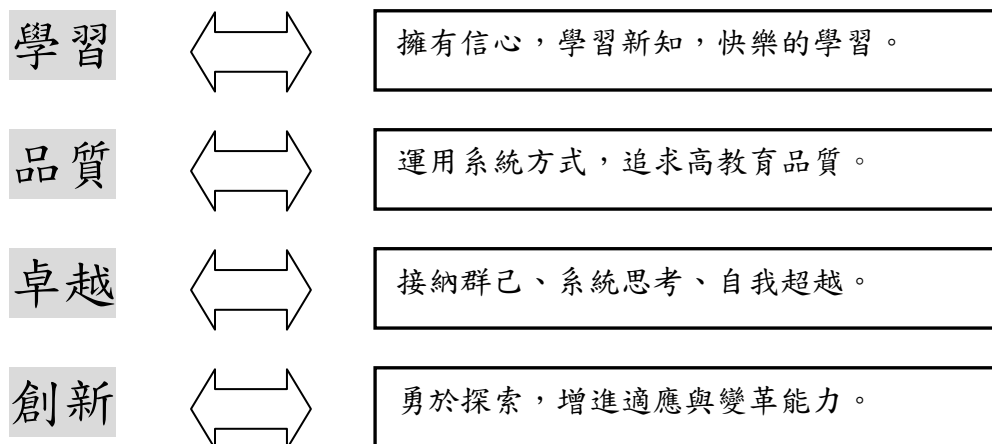 學習
擁有信心，學習新知，快樂的學習。
品質
運用系統方式，追求高教育品質。
卓越
接納群己、系統思考、自我超越。
創新
勇於探索，增進適應與變革能力。